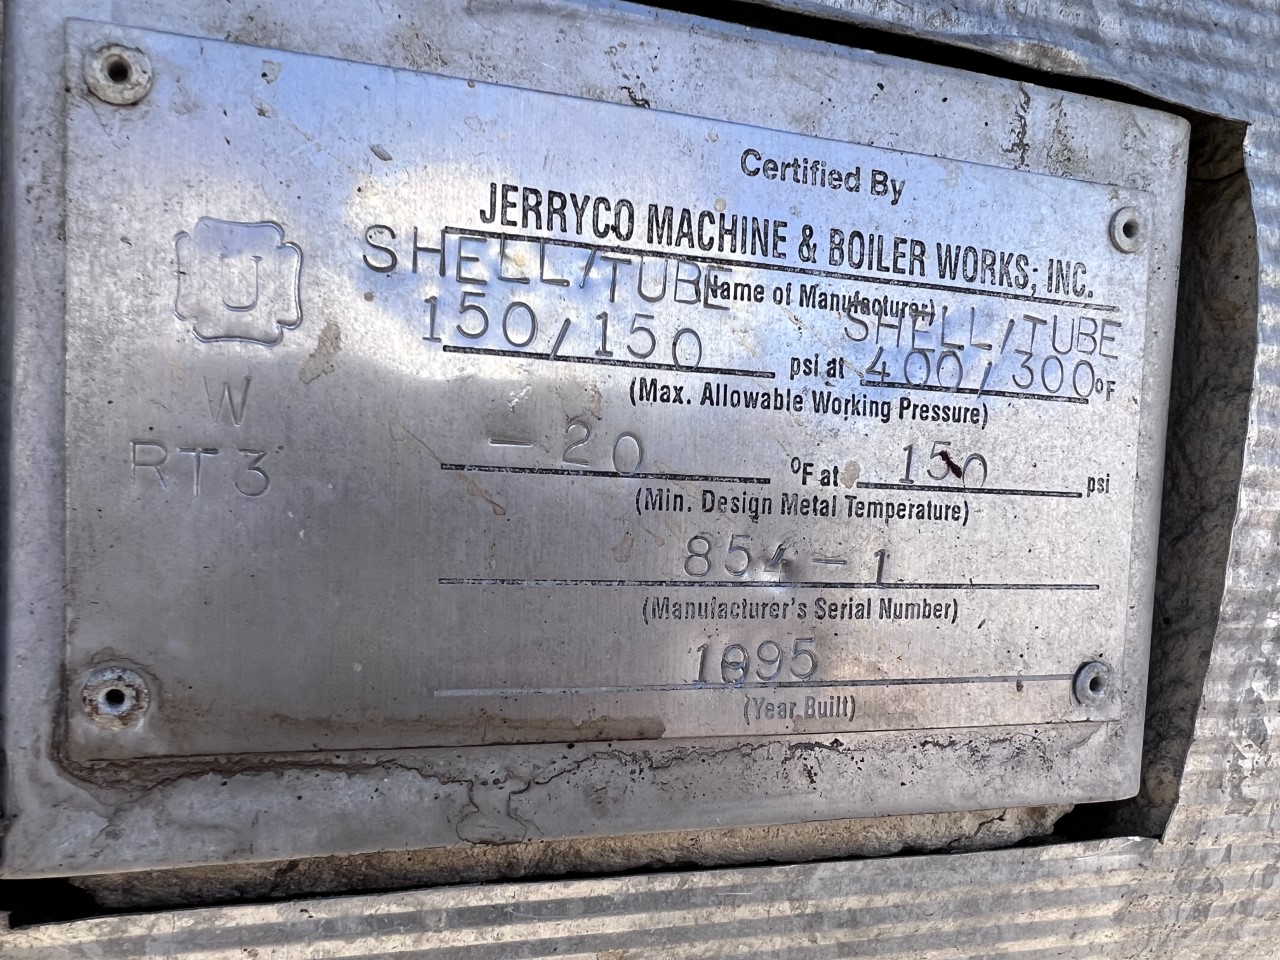 Certified By
JERRYCO MACHINE & BOILER WORKS, INC.
(Name of Manufacturer)
U
W
RT3
SHELL/TUBE
150/150 psi at
SHELL/TUBE
400/300 °F
(Max. Allowable Working Pressure)
-20 °F at 150 psi
(Min. Design Metal Temperature)
854-1
(Manufacturer's Serial Number)
1995
(Year Built)